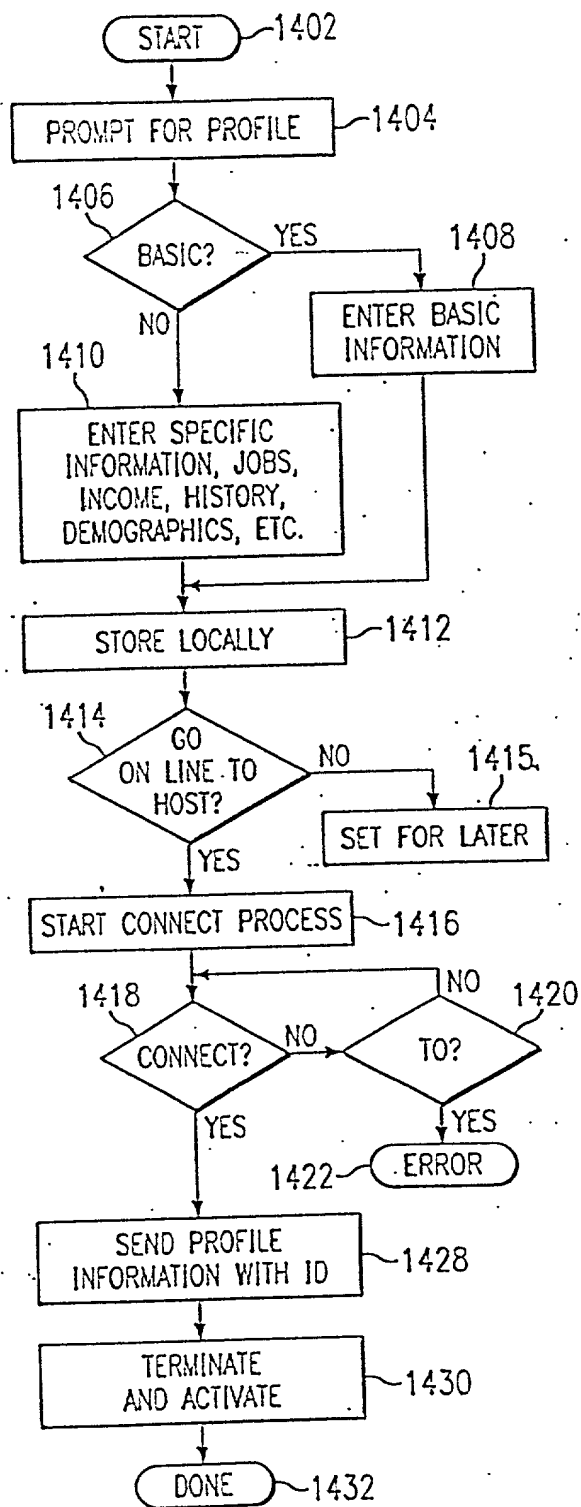 START
1402
PROMPT FOR PROFILE
1404
1406
BASIC?
YES
NO
1408
ENTER BASIC
INFORMATION
1410
ENTER SPECIFIC
INFORMATION, JOBS,
INCOME, HISTORY,
DEMOGRAPHICS, ETC.
STORE LOCALLY
1412
1414
GO
ON LINE TO
HOST?
NO
1415
SET FOR LATER
YES
START CONNECT PROCESS
1416
1418
CONNECT?
NO
NO
1420
TO?
YES
YES
1422
ERROR
SEND PROFILE
INFORMATION WITH ID
1428
TERMINATE
AND ACTIVATE
1430
DONE
1432